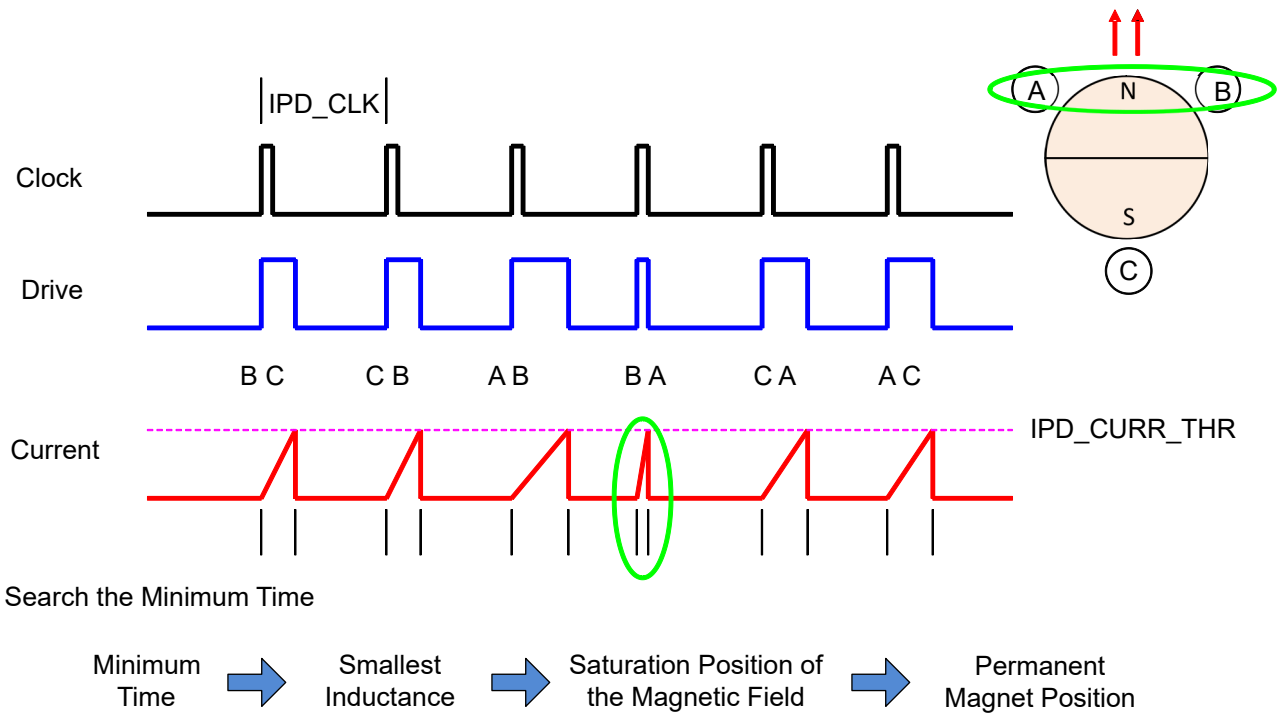 IPD_CLK
A
N
B
Clock
S
C
Drive
B C
C B
A B
B A
C A
A C
Current
IPD_CURR_THR
Search the Minimum Time
Minimum
Time
Smallest
Inductance
Saturation Position of
the Magnetic Field
Permanent
Magnet Position